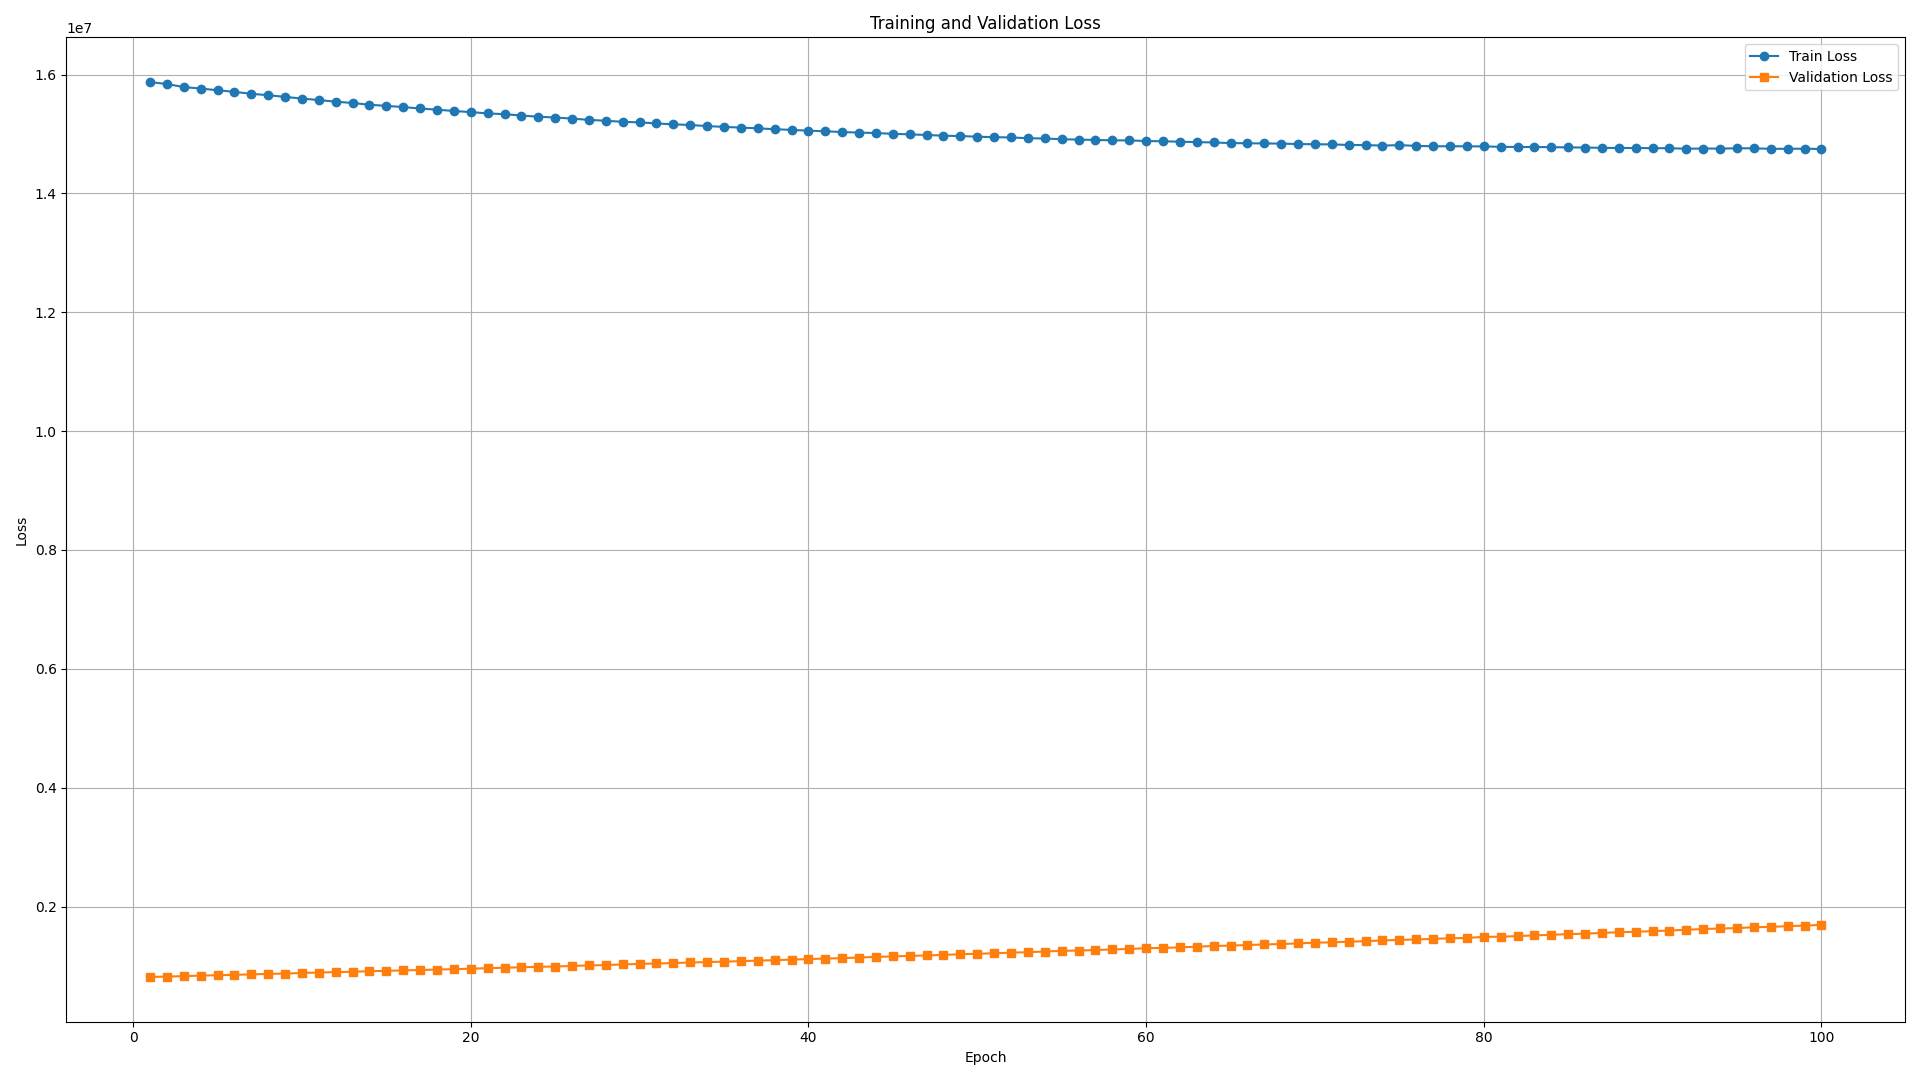 Training and Validation Loss
1e7
Train Loss
Validation Loss
1.6
1.4
1.2
1.0
0.8
0.6
0.4
0.2
Loss
0 20 40 60 80 100
Epoch